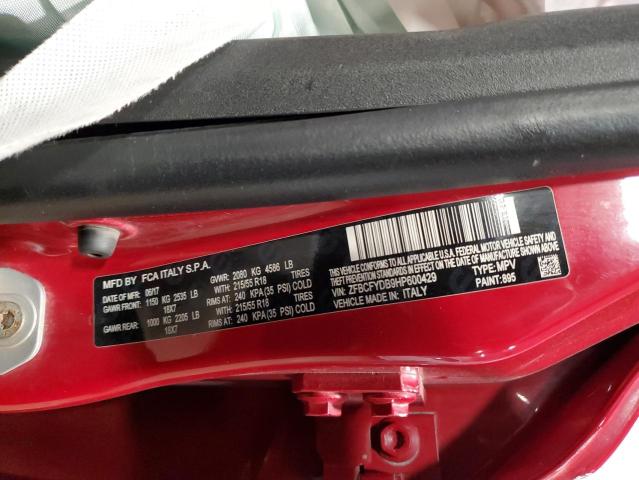 MFD BY FCA ITALY S.P.A.
DATE OF MFR: 06/17 GVWR: 2080 KG 4586 LB
GAWR FRONT: 1150 KG 2535 LB WITH: 215/55 R18 TIRES
18X7 RIMS AT: 240 KPA (35 PSI) COLD
GAWR REAR: 1000 KG 2205 LB WITH: 215/55 R18 TIRES
18X7 RIMS AT: 240 KPA (35 PSI) COLD
THIS VEHICLE CONFORMS TO ALL APPLICABLE U.S.A. FEDERAL MOTOR VEHICLE SAFETY, BUMPER AND
THEFT PREVENTION STANDARDS IN EFFECT ON THE DATE OF MANUFACTURE SHOWN ABOVE
VIN: ZFBCFYDB9HP600429 TYPE: MPV
MADE IN: ITALY PAINT: 895